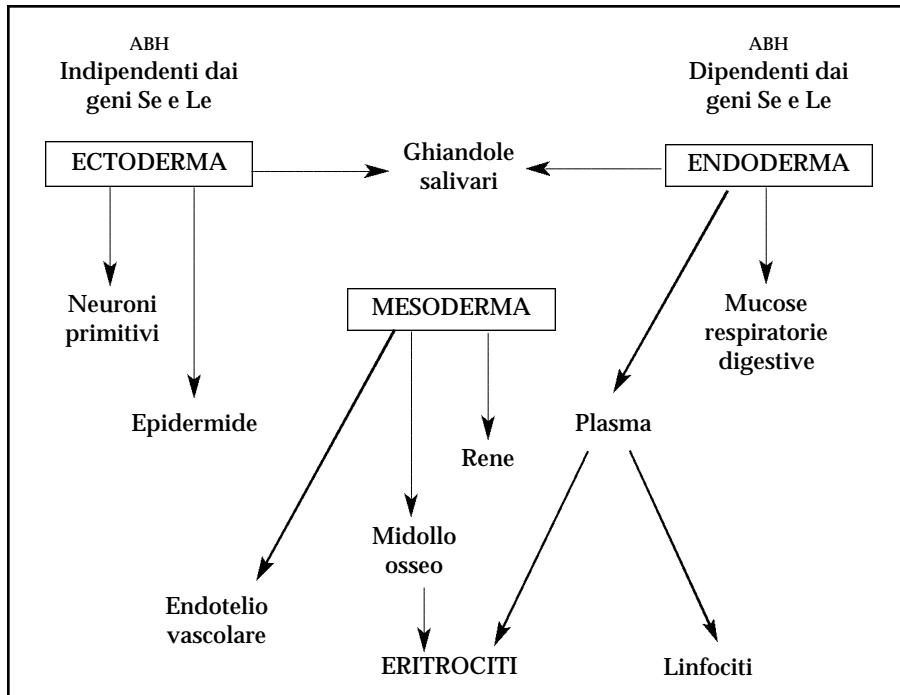 ABH
Indipendenti dai
geni Se e Le
ABH
Dipendenti dai
geni Se e Le
ECTODERMA
Ghiandole
salivari
ENDODERMA
Neuroni
primitivi
MESODERMA
Mucose
respiratorie
digestive
Epidermide
Rene
Plasma
Midollo
osseo
Endotelio
vascolare
ERITROCITI
Linfociti